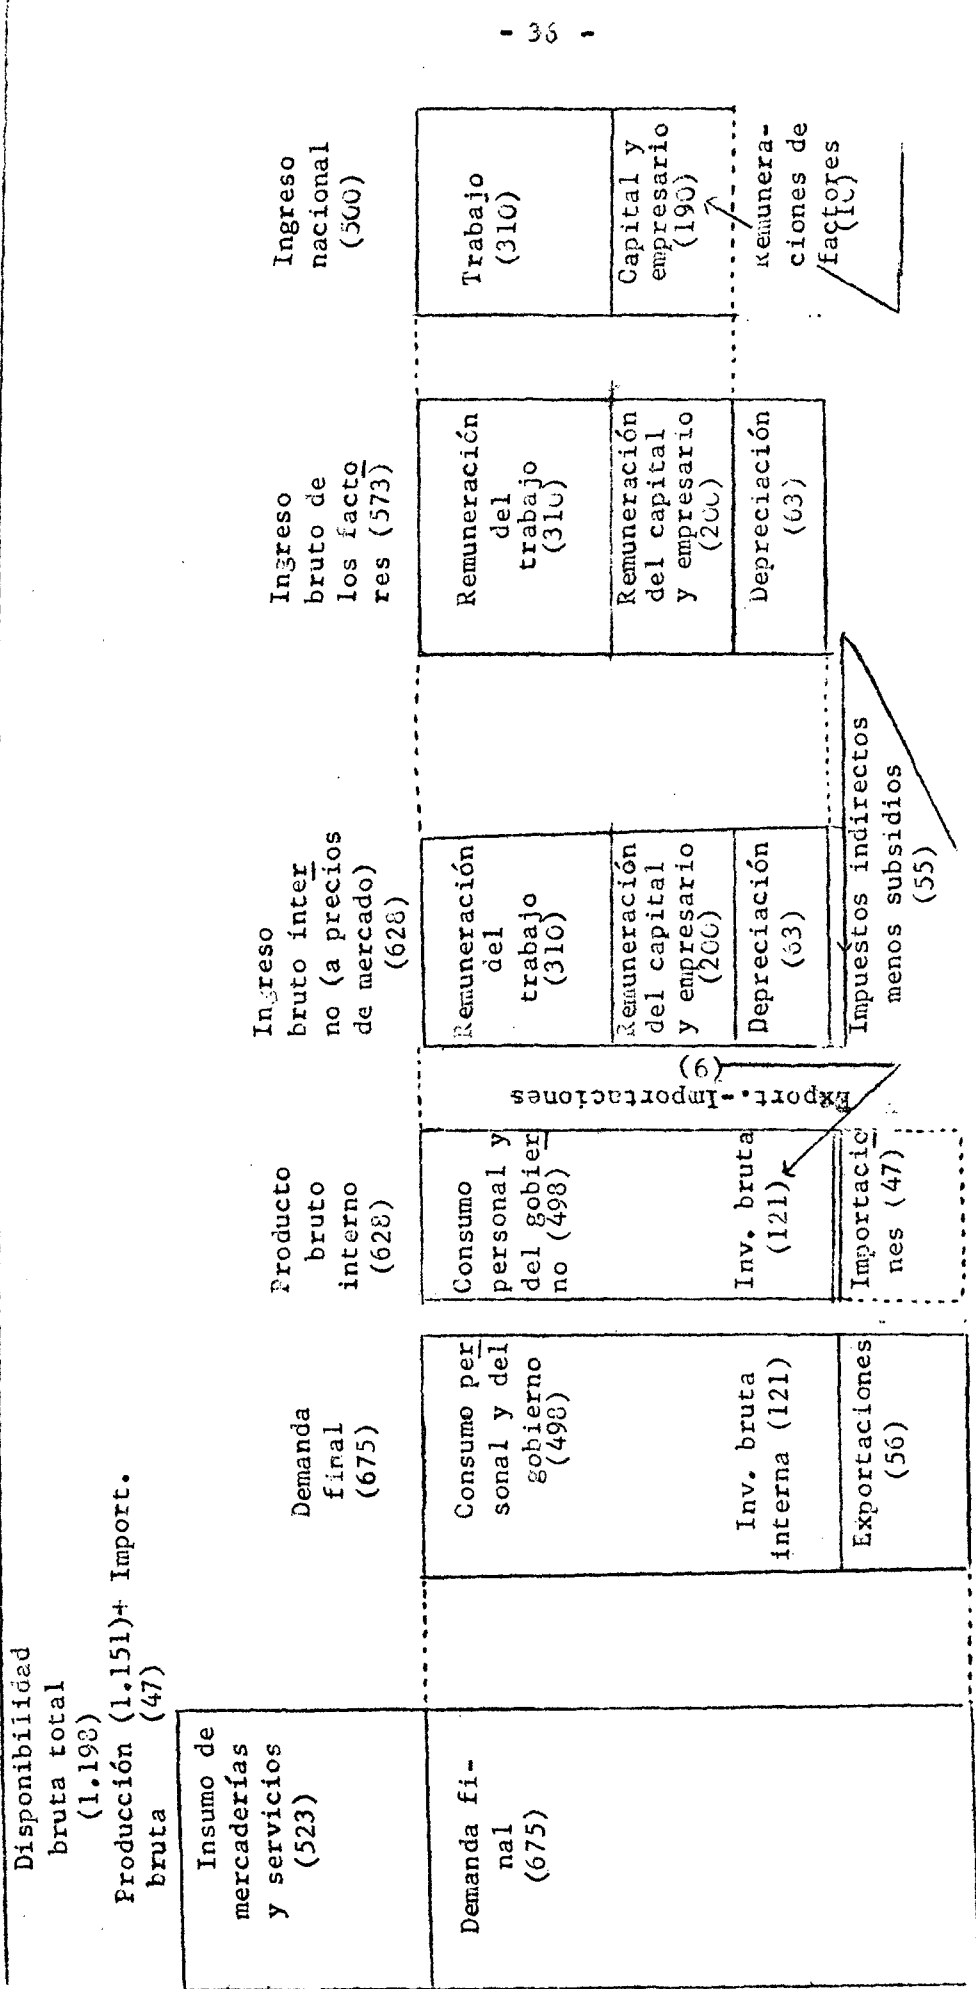 - 36 -
Disponibilidad
bruta total
(1.198)
Producción (1.151)+ Import.
bruta (47)
Insumo de
mercaderías
y servicios
(523)
Demanda fi-
nal
(675)
Demanda
final
(675)
Consumo per
sonal y del
gobierno
(498)
Inv. bruta
interna (121)
Exportaciones
(56)
Producto
bruto
interno
(628)
Consumo
personal y
del gobier
no (498)
Inv. bruta
(121)
Importacio
nes (47)
Export.-Importaciones
(9)
Ingreso
bruto inter
no (a precios
de mercado)
(628)
Remuneración
del
trabajo
(310)
Remuneración
del capital
y empresario
(200)
Depreciación
(63)
Impuestos indirectos
menos subsidios
(55)
Ingreso
bruto de
los facto
res (573)
Remuneración
del
trabajo
(310)
Remuneración
del capital
y empresario
(200)
Depreciación
(63)
Ingreso
nacional
(500)
Trabajo
(310)
Capital y
empresario
(190)
Remunera-
ciones de
factores
(10)